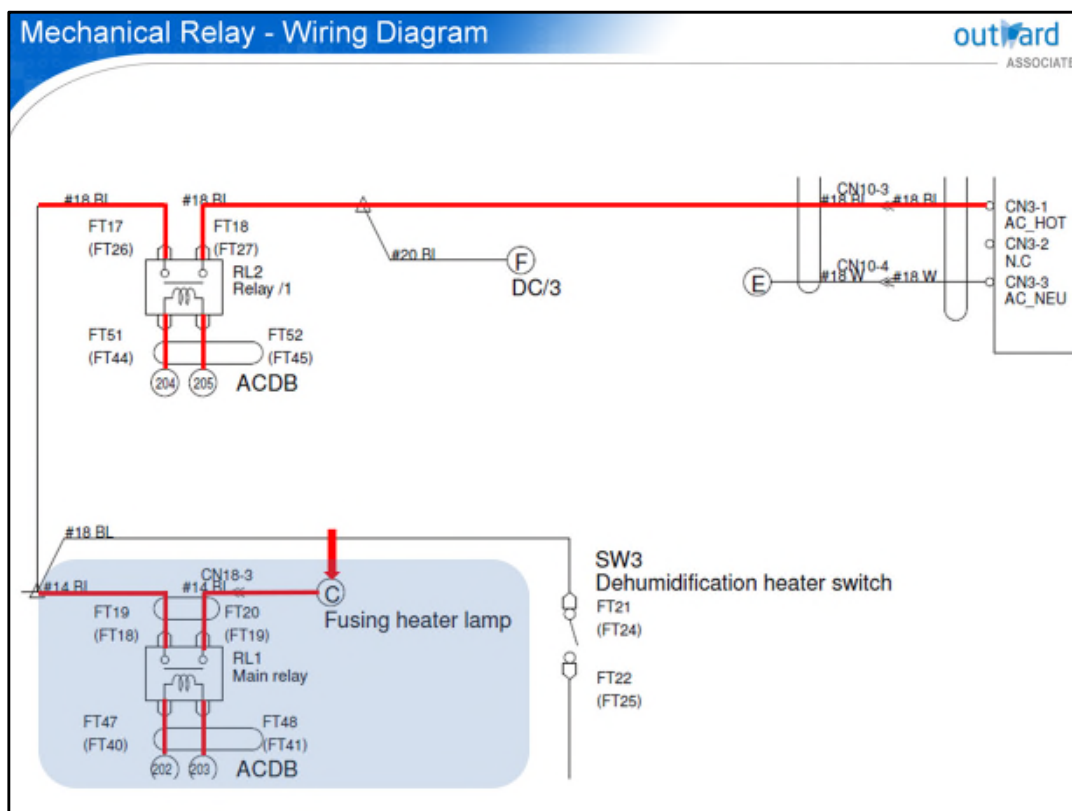 Mechanical Relay - Wiring Diagram
outward
ASSOCIATE
#18 BL
#18 BL
CN10-3
#18 BL
#18 BL
CN3-1
AC_HOT
FT17
(FT26)
FT18
(FT27)
CN3-2
N.C
#20 BL
F
DC/3
RL2
Relay /1
E
CN10-4
#18 W
#18 W
CN3-3
AC_NEU
FT51
(FT44)
FT52
(FT45)
204
205
ACDB
#18 BL
SW3
Dehumidification heater switch
#14 BL
CN18-3
#14 BL
C
Fusing heater lamp
FT19
(FT18)
FT20
(FT19)
FT21
(FT24)
RL1
Main relay
FT22
(FT25)
FT47
(FT40)
FT48
(FT41)
202
203
ACDB